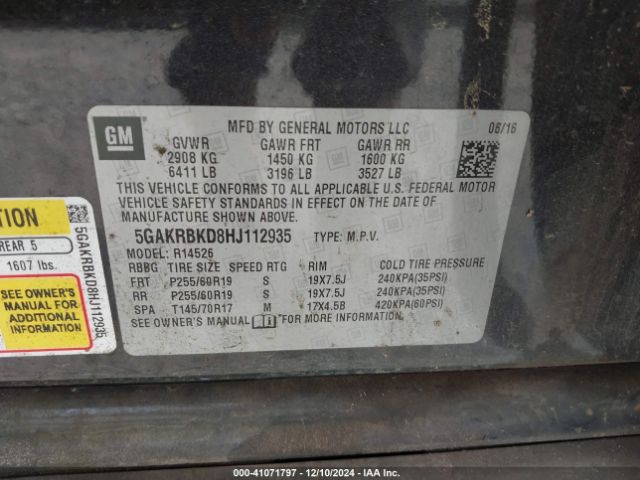 GM
MFD BY GENERAL MOTORS LLC 06/16
GVWR GAWR FRT GAWR RR
2908 KG 1450 KG 1600 KG
6411 LB 3196 LB 3527 LB
THIS VEHICLE CONFORMS TO ALL APPLICABLE U.S. FEDERAL MOTOR
VEHICLE SAFETY STANDARDS IN EFFECT ON THE DATE OF
MANUFACTURE SHOWN ABOVE.
5GAKRBKD8HJ112935 TYPE: M.P.V.
MODEL: R14526
RBBG TIRE SIZE SPEED RTG RIM COLD TIRE PRESSURE
FRT P255/60R19 S 19X7.5J 240KPA(35PSI)
RR P255/60R19 S 19X7.5J 240KPA(35PSI)
SPA T145/70R17 M 17X4.5B 420KPA(60PSI)
SEE OWNER'S MANUAL FOR MORE INFORMATION.
TION
REAR 5
1607 lbs.
SEE OWNER'S
MANUAL FOR
ADDITIONAL
INFORMATION
5GAKRBKD8HJ112935
© - 41071797 - 12/10/2024 - IAA Inc.